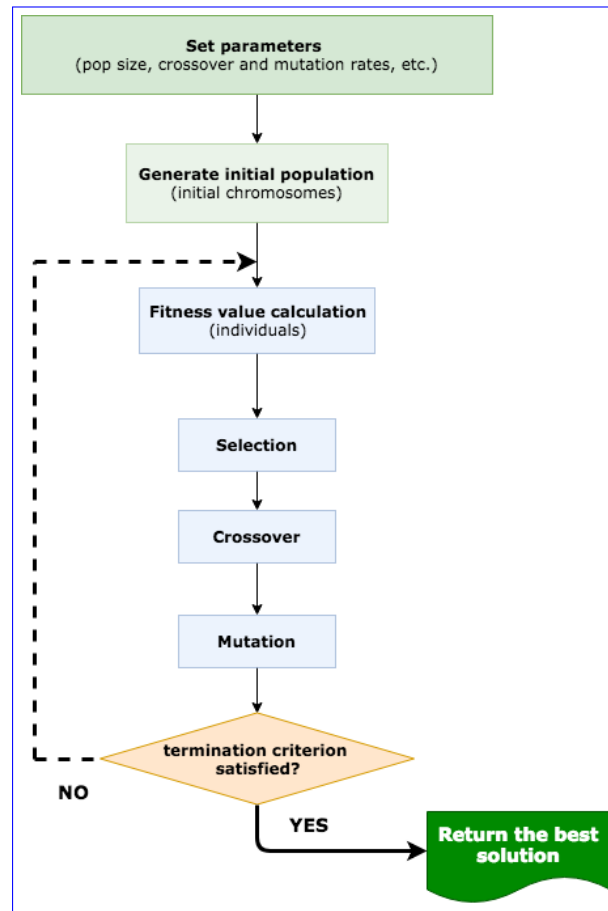 Set parameters
(pop size, crossover and mutation rates, etc.)
Generate initial population
(initial chromosomes)
Fitness value calculation
(individuals)
Selection
Crossover
Mutation
termination criterion
satisfied?
NO
YES
Return the best
solution